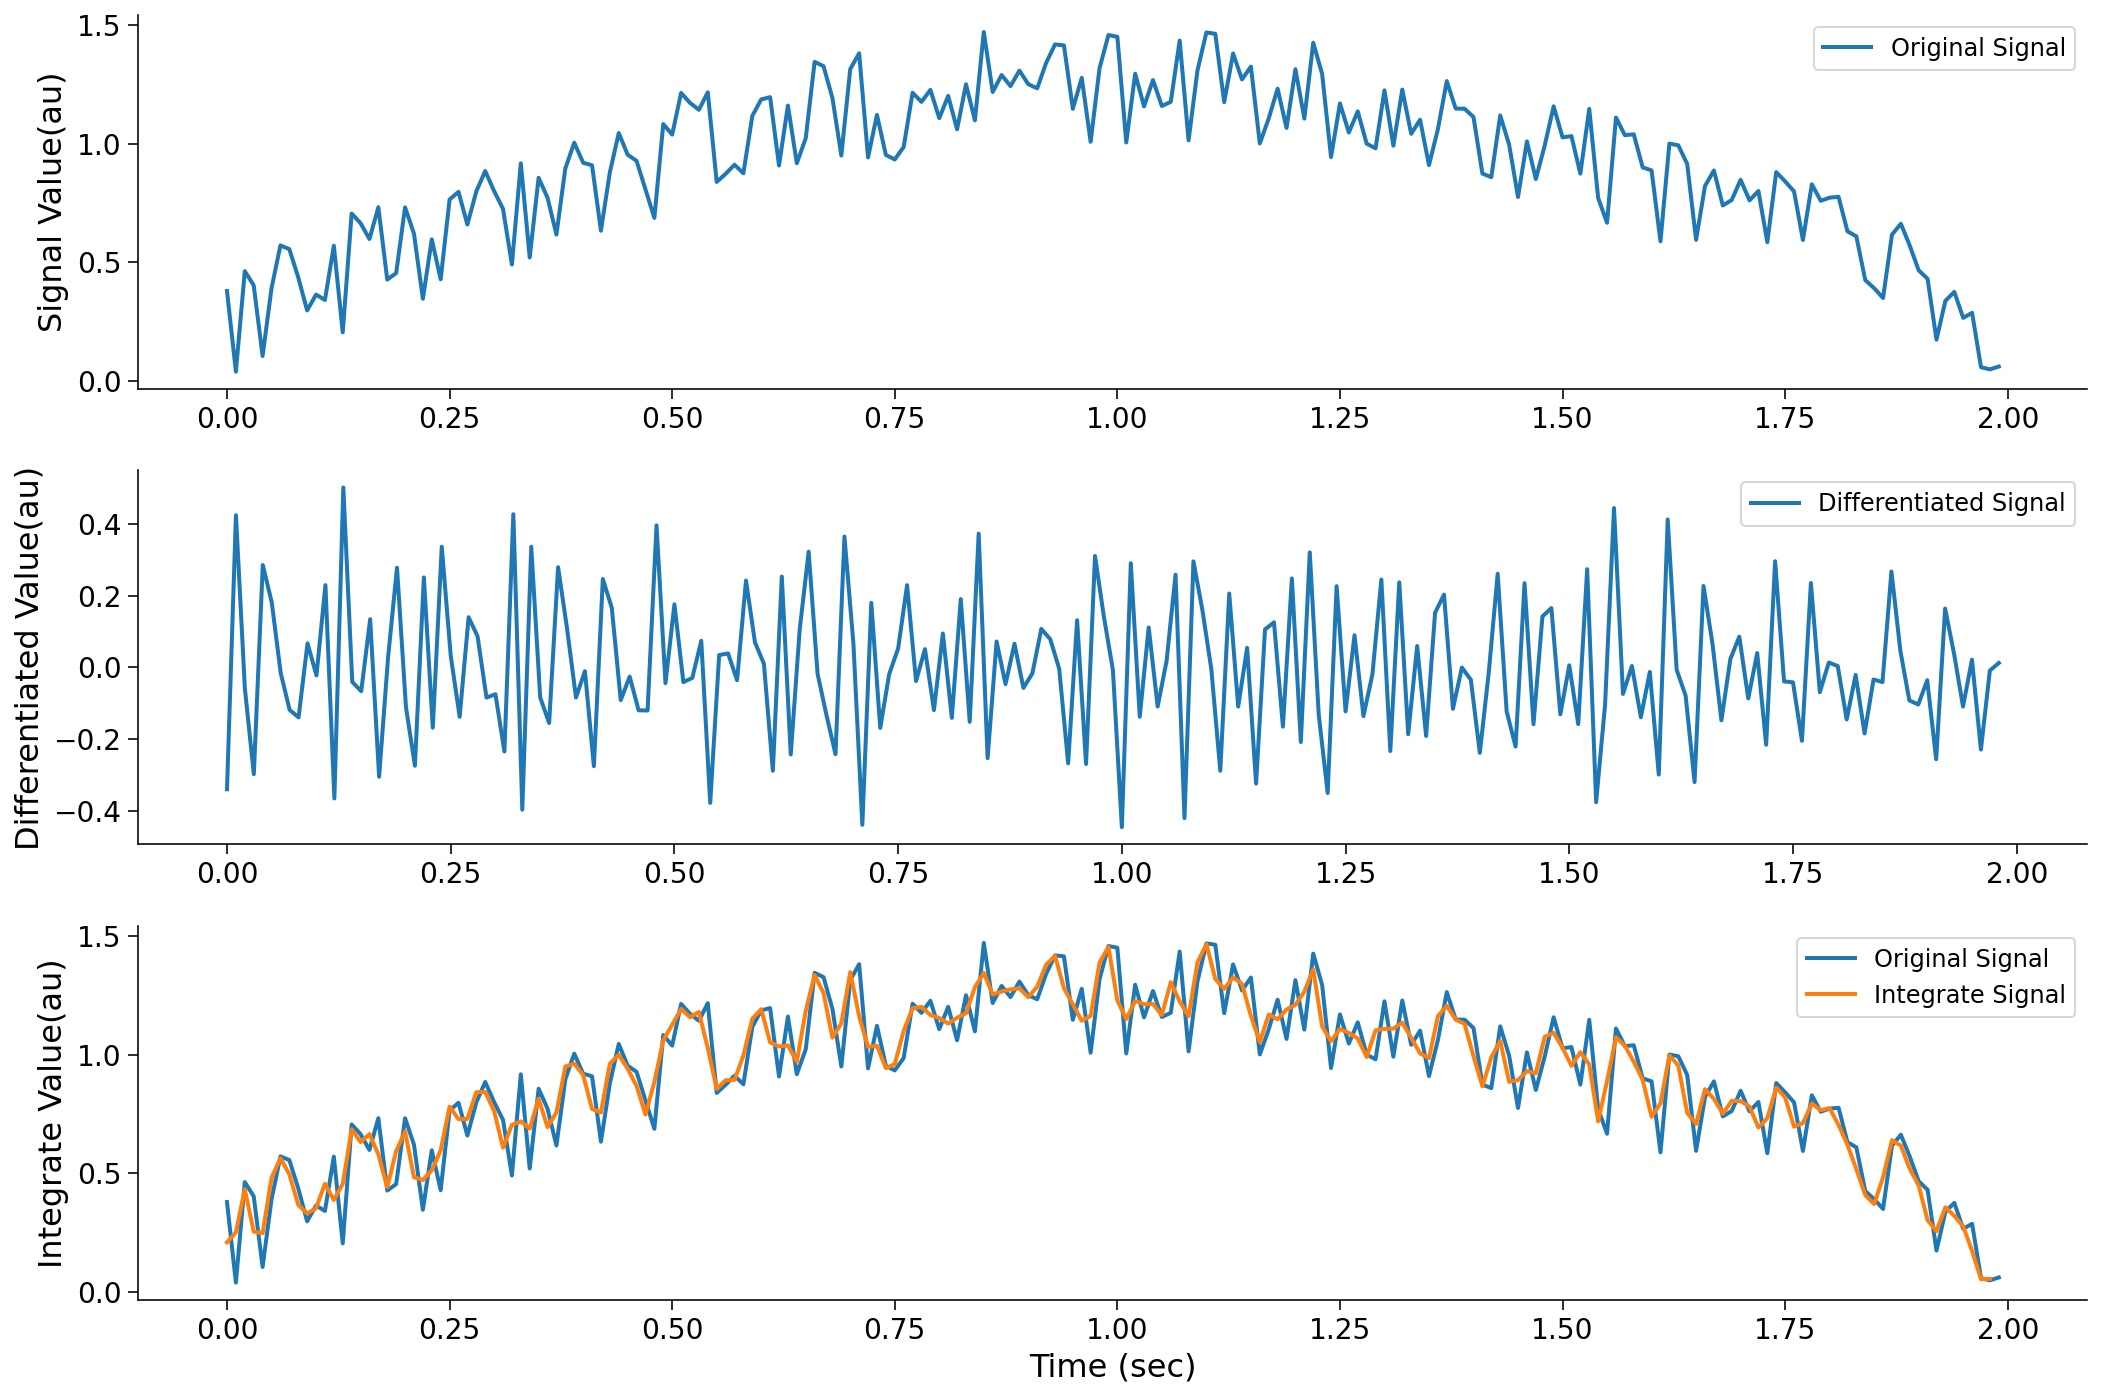 Signal Value(au)
1.5
1.0
0.5
0.0
Original Signal
0.00 0.25 0.50 0.75 1.00 1.25 1.50 1.75 2.00
Differentiated Value(au)
0.4
0.2
0.0
−0.2
−0.4
Differentiated Signal
0.00 0.25 0.50 0.75 1.00 1.25 1.50 1.75 2.00
Integrate Value(au)
1.5
1.0
0.5
0.0
Original Signal
Integrate Signal
0.00 0.25 0.50 0.75 1.00 1.25 1.50 1.75 2.00
Time (sec)